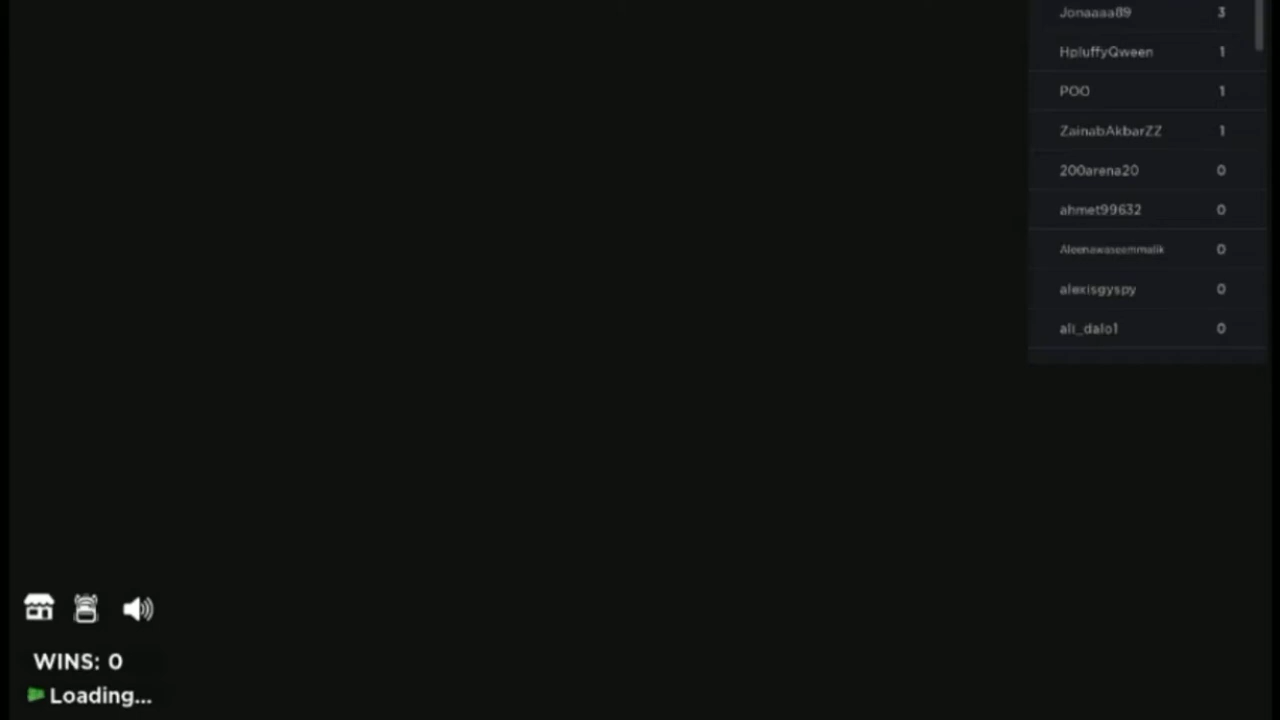 Jonaaaa89 3
HpluffyQween 1
POO 1
ZainabAkbarZZ 1
200arena20 0
ahmet99632 0
Aleenawaseemmalik 0
alexisgyspy 0
ali_dalo1 0
WINS: 0
Loading...